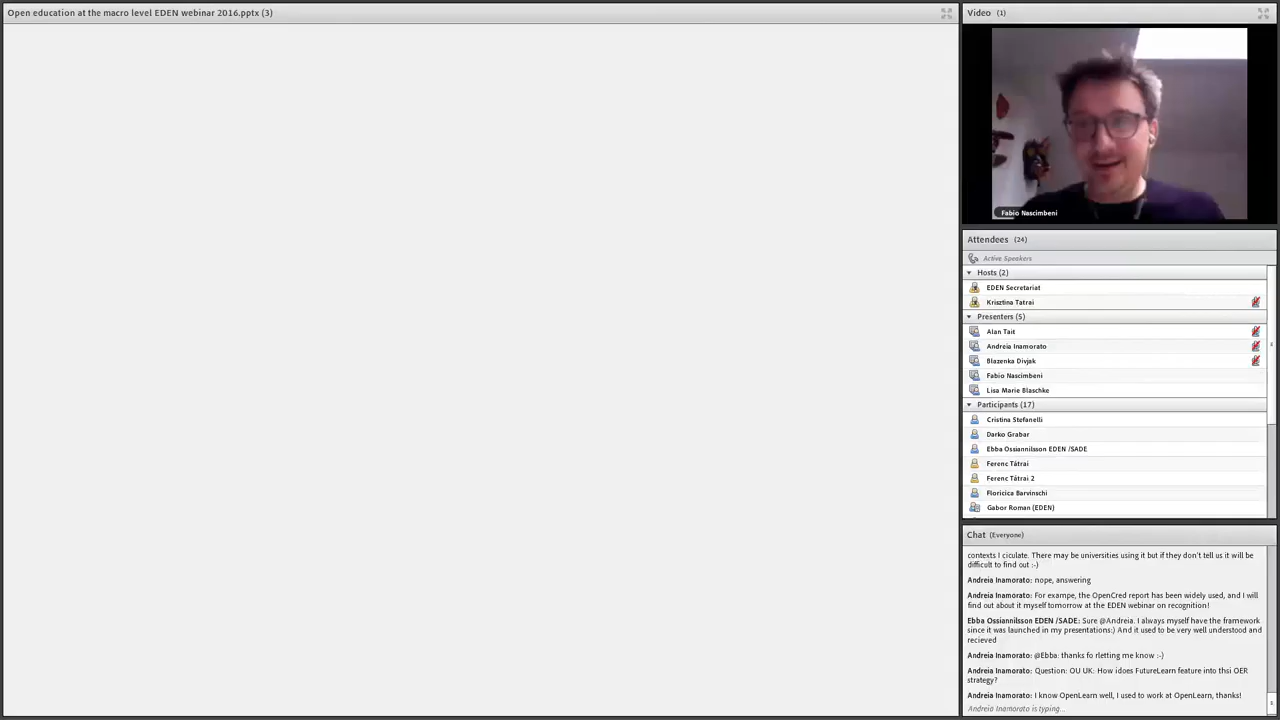 Open education at the macro level EDEN webinar 2016.pptx (3)
Video (1)
Fabio Nascimbeni
Attendees (24)
Active Speakers
Hosts (2)
EDEN Secretariat
Krisztina Tatrai
Presenters (5)
Alan Tait
Andreia Inamorato
Blazenka Divjak
Fabio Nascimbeni
Lisa Marie Blaschke
Participants (17)
Cristina Stefanelli
Darko Grabar
Ebba Ossiannilsson EDEN /SADE
Ferenc Tátrai
Ferenc Tátrai 2
Floricica Barvinschi
Gabor Roman (EDEN)
Chat (Everyone)
contexts I ciculate. There may be universities using it but if they don't tell us it will be
difficult to find out :-)
Andreia Inamorato: nope, answering
Andreia Inamorato: For exampe, the OpenCred report has been widely used, and I will
find out about it myself tomorrow at the EDEN webinar on recognition!
Ebba Ossiannilsson EDEN /SADE: Sure @Andreia. I always myself have the framework
since it was launched in my presentations:) And it used to be very well understood and
recieved
Andreia Inamorato: @Ebba: thanks fo rletting me know :-)
Andreia Inamorato: Question: OU UK: How idoes FutureLearn feature into thsi OER
strategy?
Andreia Inamorato: I know OpenLearn well, I used to work at OpenLearn, thanks!
Andreia Inamorato is typing...